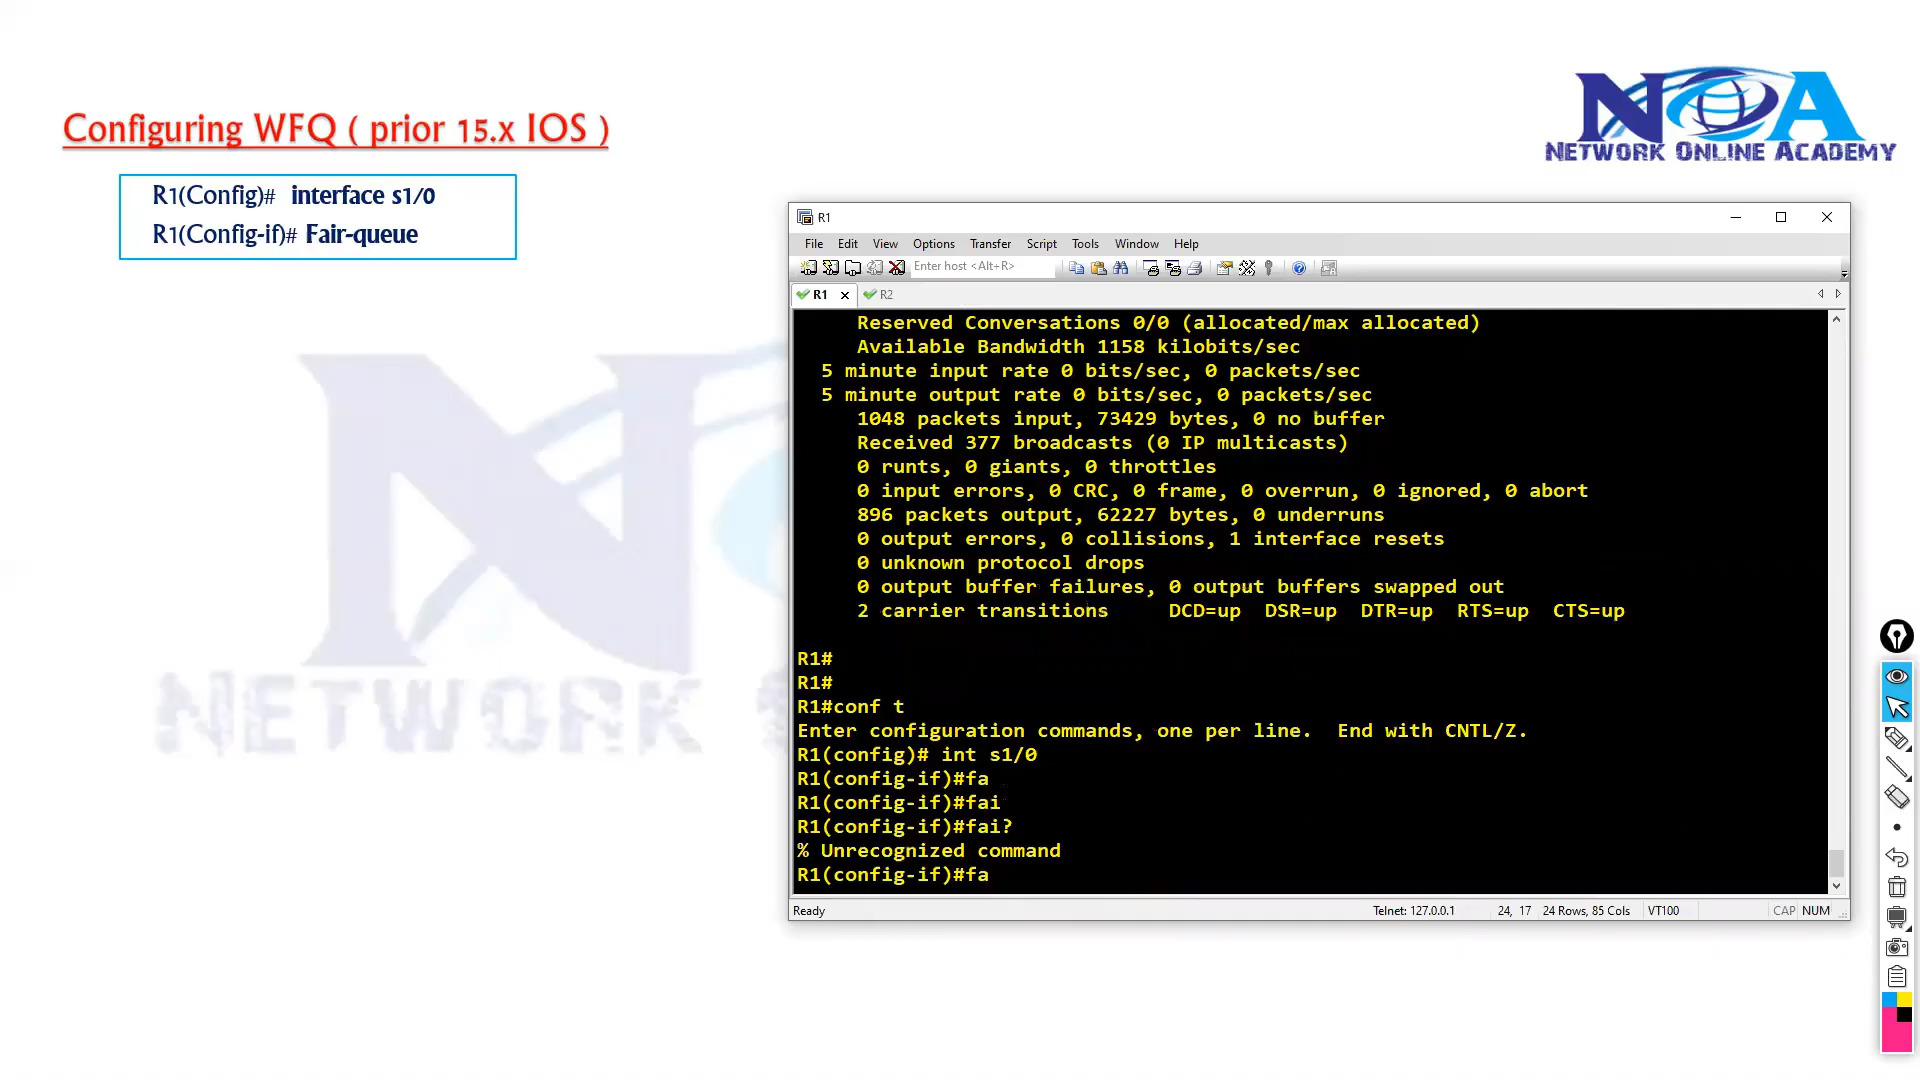 Configuring WFQ ( prior 15.x IOS )
R1(Config)# interface s1/0
R1(Config-if)# Fair-queue
NOA
NETWORK ONLINE ACADEMY
R1
File Edit View Options Transfer Script Tools Window Help
Enter host <Alt+R>
R1 R2
Reserved Conversations 0/0 (allocated/max allocated)
Available Bandwidth 1158 kilobits/sec
5 minute input rate 0 bits/sec, 0 packets/sec
5 minute output rate 0 bits/sec, 0 packets/sec
1048 packets input, 73429 bytes, 0 no buffer
Received 377 broadcasts (0 IP multicasts)
0 runts, 0 giants, 0 throttles
0 input errors, 0 CRC, 0 frame, 0 overrun, 0 ignored, 0 abort
896 packets output, 62227 bytes, 0 underruns
0 output errors, 0 collisions, 1 interface resets
0 unknown protocol drops
0 output buffer failures, 0 output buffers swapped out
2 carrier transitions DCD=up DSR=up DTR=up RTS=up CTS=up
R1#
R1#
R1#conf t
Enter configuration commands, one per line. End with CNTL/Z.
R1(config)# int s1/0
R1(config-if)#fa
R1(config-if)#fai
R1(config-if)#fai?
% Unrecognized command
R1(config-if)#fa
Ready Telnet: 127.0.0.1 24, 17 24 Rows, 85 Cols VT100 CAP NUM
N
NETWORK